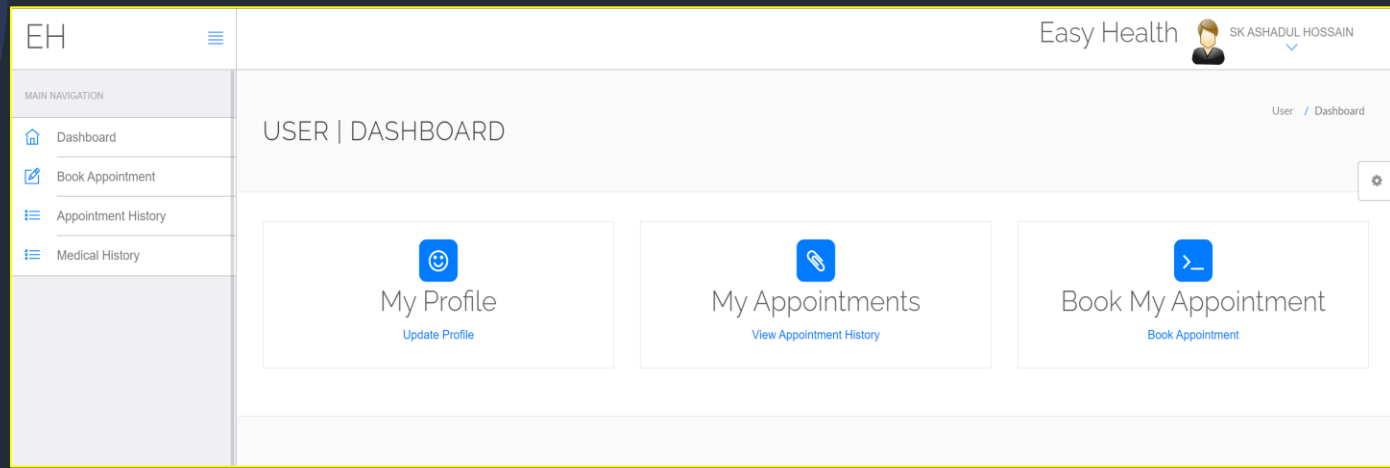 EH
Easy Health
SK ASHADUL HOSSAIN
MAIN NAVIGATION
Dashboard
Book Appointment
Appointment History
Medical History
USER | DASHBOARD
User / Dashboard
My Profile
Update Profile
My Appointments
View Appointment History
Book My Appointment
Book Appointment